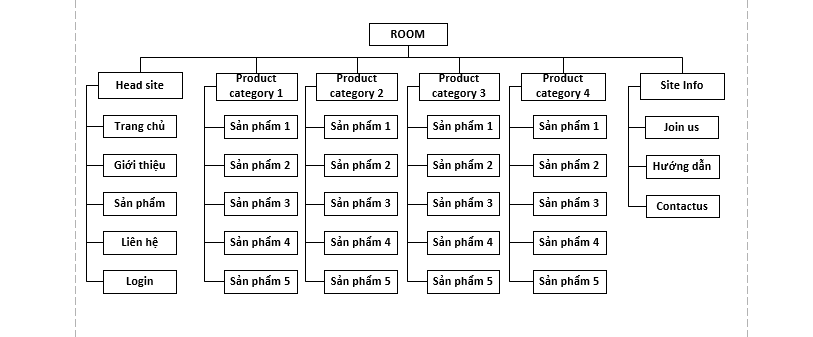 ROOM
Head site
Trang chủ
Giới thiệu
Sản phẩm
Liên hệ
Login
Product
category 1
Sản phẩm 1
Sản phẩm 2
Sản phẩm 3
Sản phẩm 4
Sản phẩm 5
Product
category 2
Sản phẩm 1
Sản phẩm 2
Sản phẩm 3
Sản phẩm 4
Sản phẩm 5
Product
category 3
Sản phẩm 1
Sản phẩm 2
Sản phẩm 3
Sản phẩm 4
Sản phẩm 5
Product
category 4
Sản phẩm 1
Sản phẩm 2
Sản phẩm 3
Sản phẩm 4
Sản phẩm 5
Site Info
Join us
Hướng dẫn
Contactus